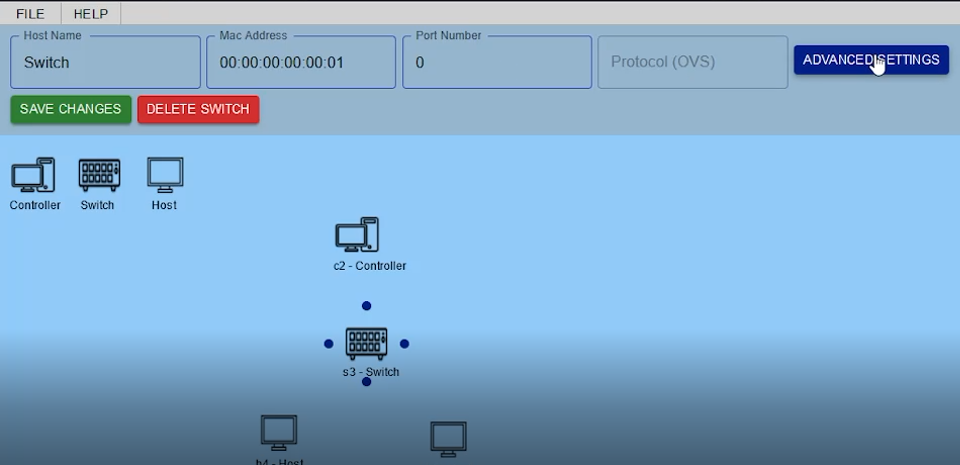 FILE HELP
Host Name Mac Address Port Number
Switch 00:00:00:00:00:01 0 Protocol (OVS) ADVANCED SETTINGS
SAVE CHANGES DELETE SWITCH
Controller Switch Host
c2 - Controller
s3 - Switch
h4 - Host